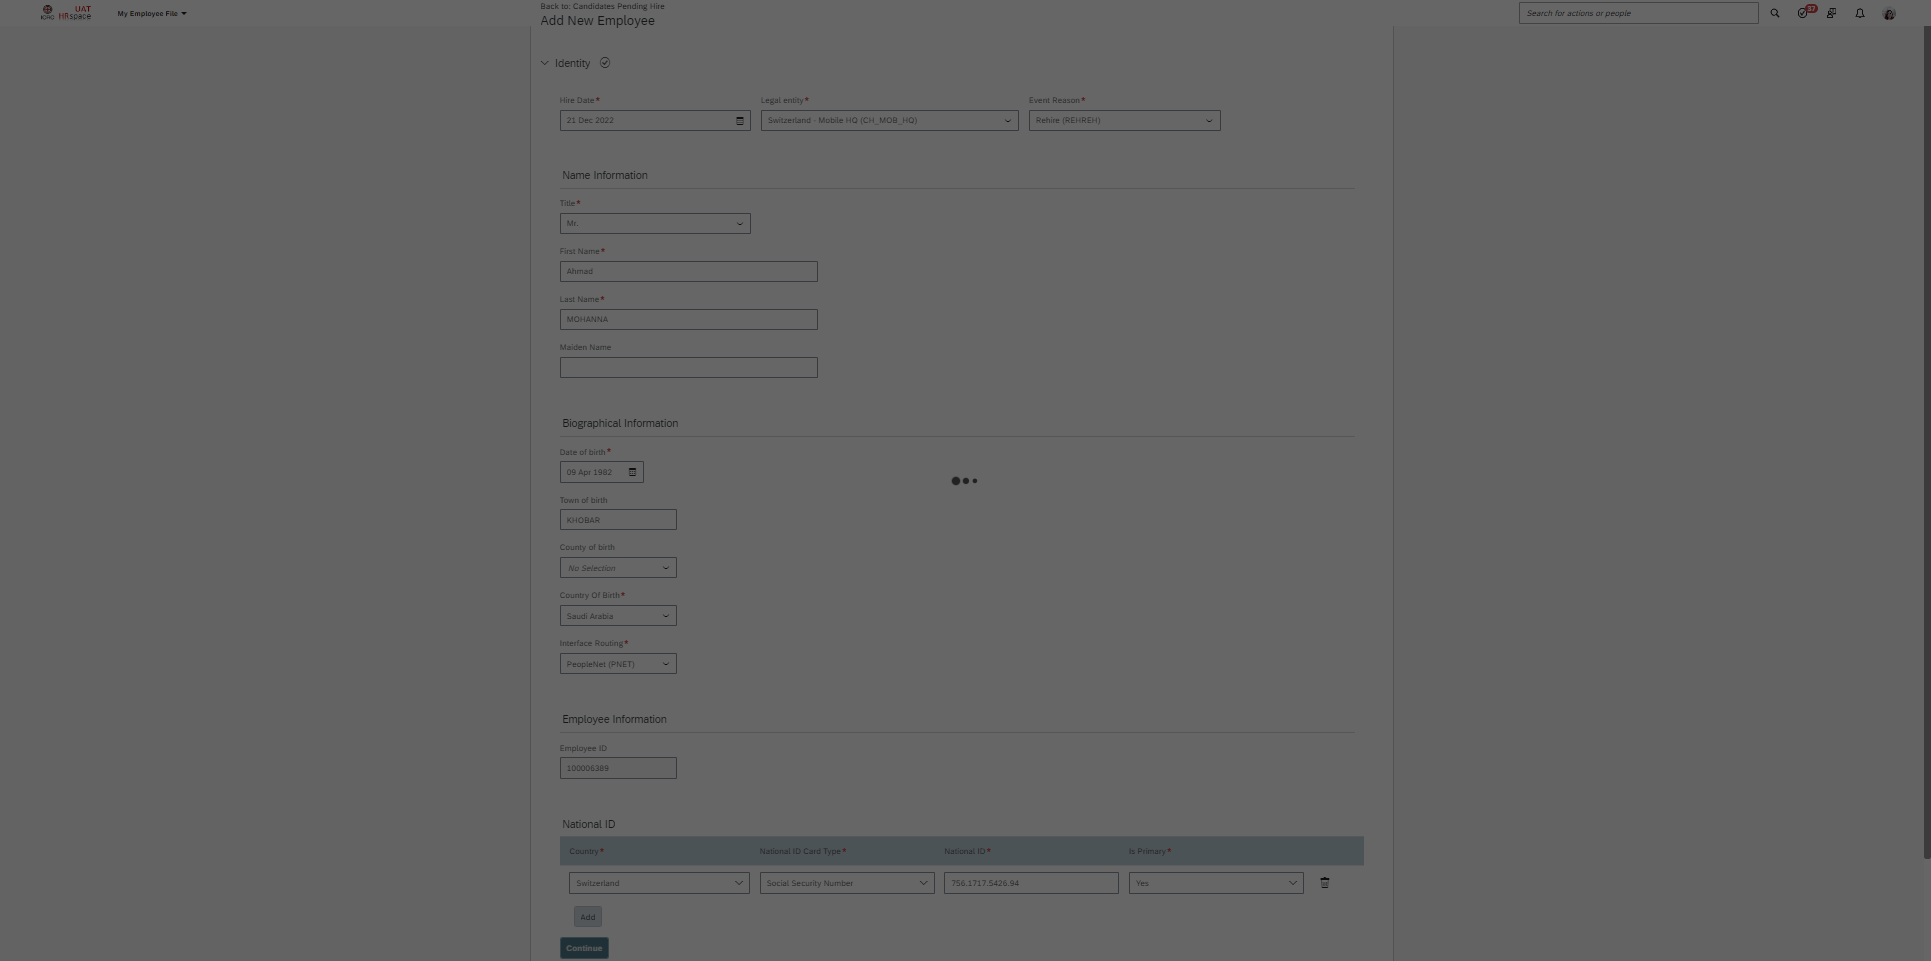 ICRC
UAT
HRspace
My Employee File
Back to: Candidates Pending Hire
Add New Employee
Search for actions or people
37
Identity
Hire Date*
Legal entity*
Event Reason*
21 Dec 2022
Switzerland - Mobile HQ (CH_MOB_HQ)
Rehire (REHREH)
Name Information
Title*
Mr.
First Name*
Ahmad
Last Name*
MOHANNA
Maiden Name
Biographical Information
Date of birth*
09 Apr 1982
Town of birth
KHOBAR
County of birth
No Selection
Country Of Birth*
Saudi Arabia
Interface Routing*
PeopleNet (PNET)
Employee Information
Employee ID
100006389
National ID
Country*
National ID Card Type*
National ID*
Is Primary*
Switzerland
Social Security Number
756.1717.5426.94
Yes
Add
Continue